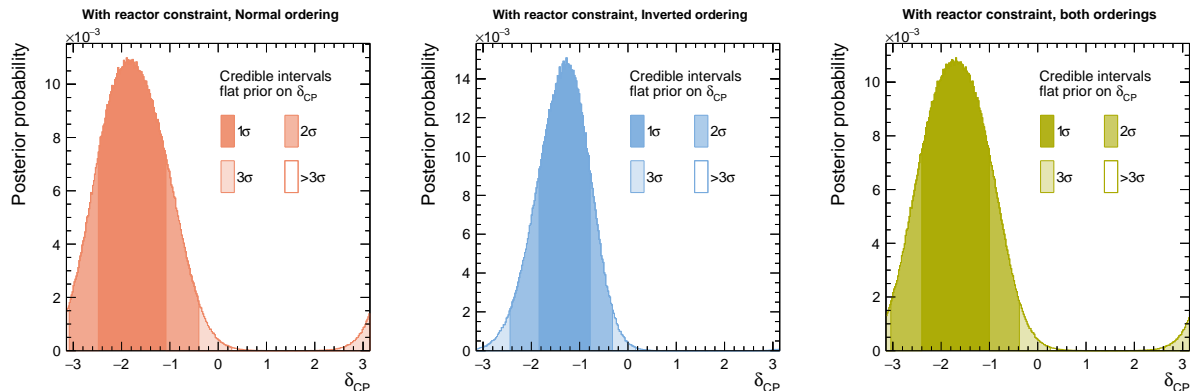 With reactor constraint, Normal ordering
×10⁻³
Posterior probability
10
8
6
4
2
0
Credible intervals
flat prior on δCP
1σ 2σ
3σ >3σ
−3 −2 −1 0 1 2 3
δCP
With reactor constraint, Inverted ordering
×10⁻³
Posterior probability
14
12
10
8
6
4
2
0
Credible intervals
flat prior on δCP
1σ 2σ
3σ >3σ
−3 −2 −1 0 1 2 3
δCP
With reactor constraint, both orderings
×10⁻³
Posterior probability
10
8
6
4
2
0
Credible intervals
flat prior on δCP
1σ 2σ
3σ >3σ
−3 −2 −1 0 1 2 3
δCP